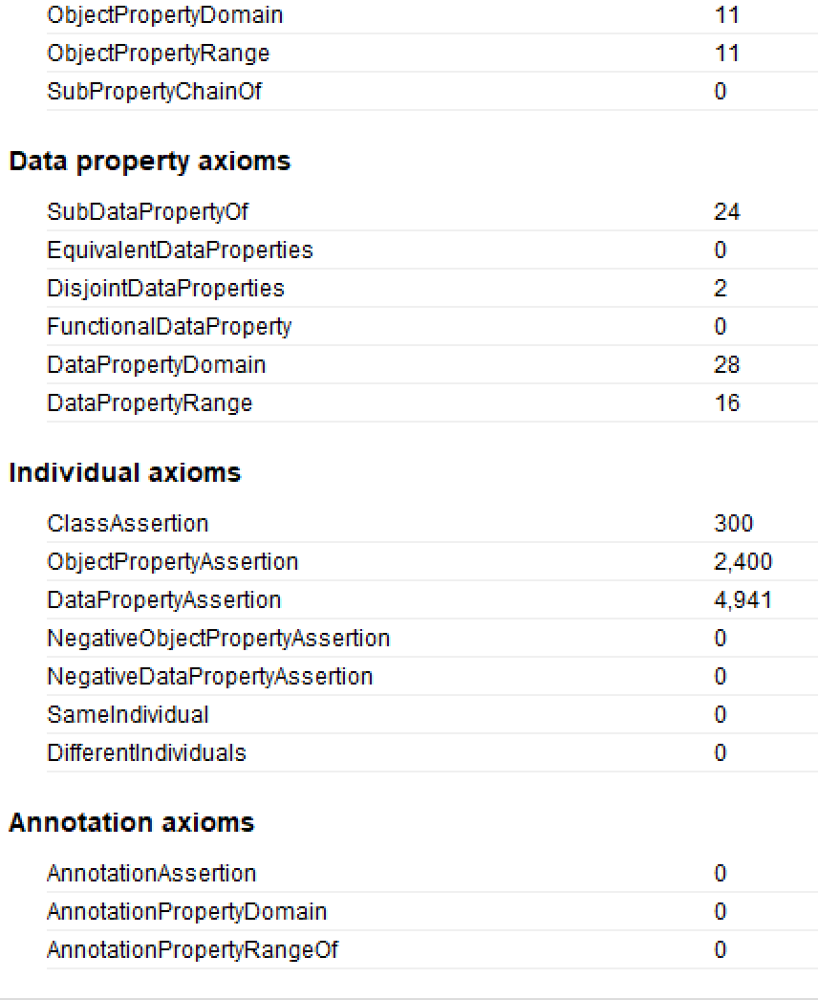 ObjectPropertyDomain 11
ObjectPropertyRange 11
SubPropertyChainOf 0
Data property axioms
SubDataPropertyOf 24
EquivalentDataProperties 0
DisjointDataProperties 2
FunctionalDataProperty 0
DataPropertyDomain 28
DataPropertyRange 16
Individual axioms
ClassAssertion 300
ObjectPropertyAssertion 2,400
DataPropertyAssertion 4,941
NegativeObjectPropertyAssertion 0
NegativeDataPropertyAssertion 0
SameIndividual 0
DifferentIndividuals 0
Annotation axioms
AnnotationAssertion 0
AnnotationPropertyDomain 0
AnnotationPropertyRangeOf 0